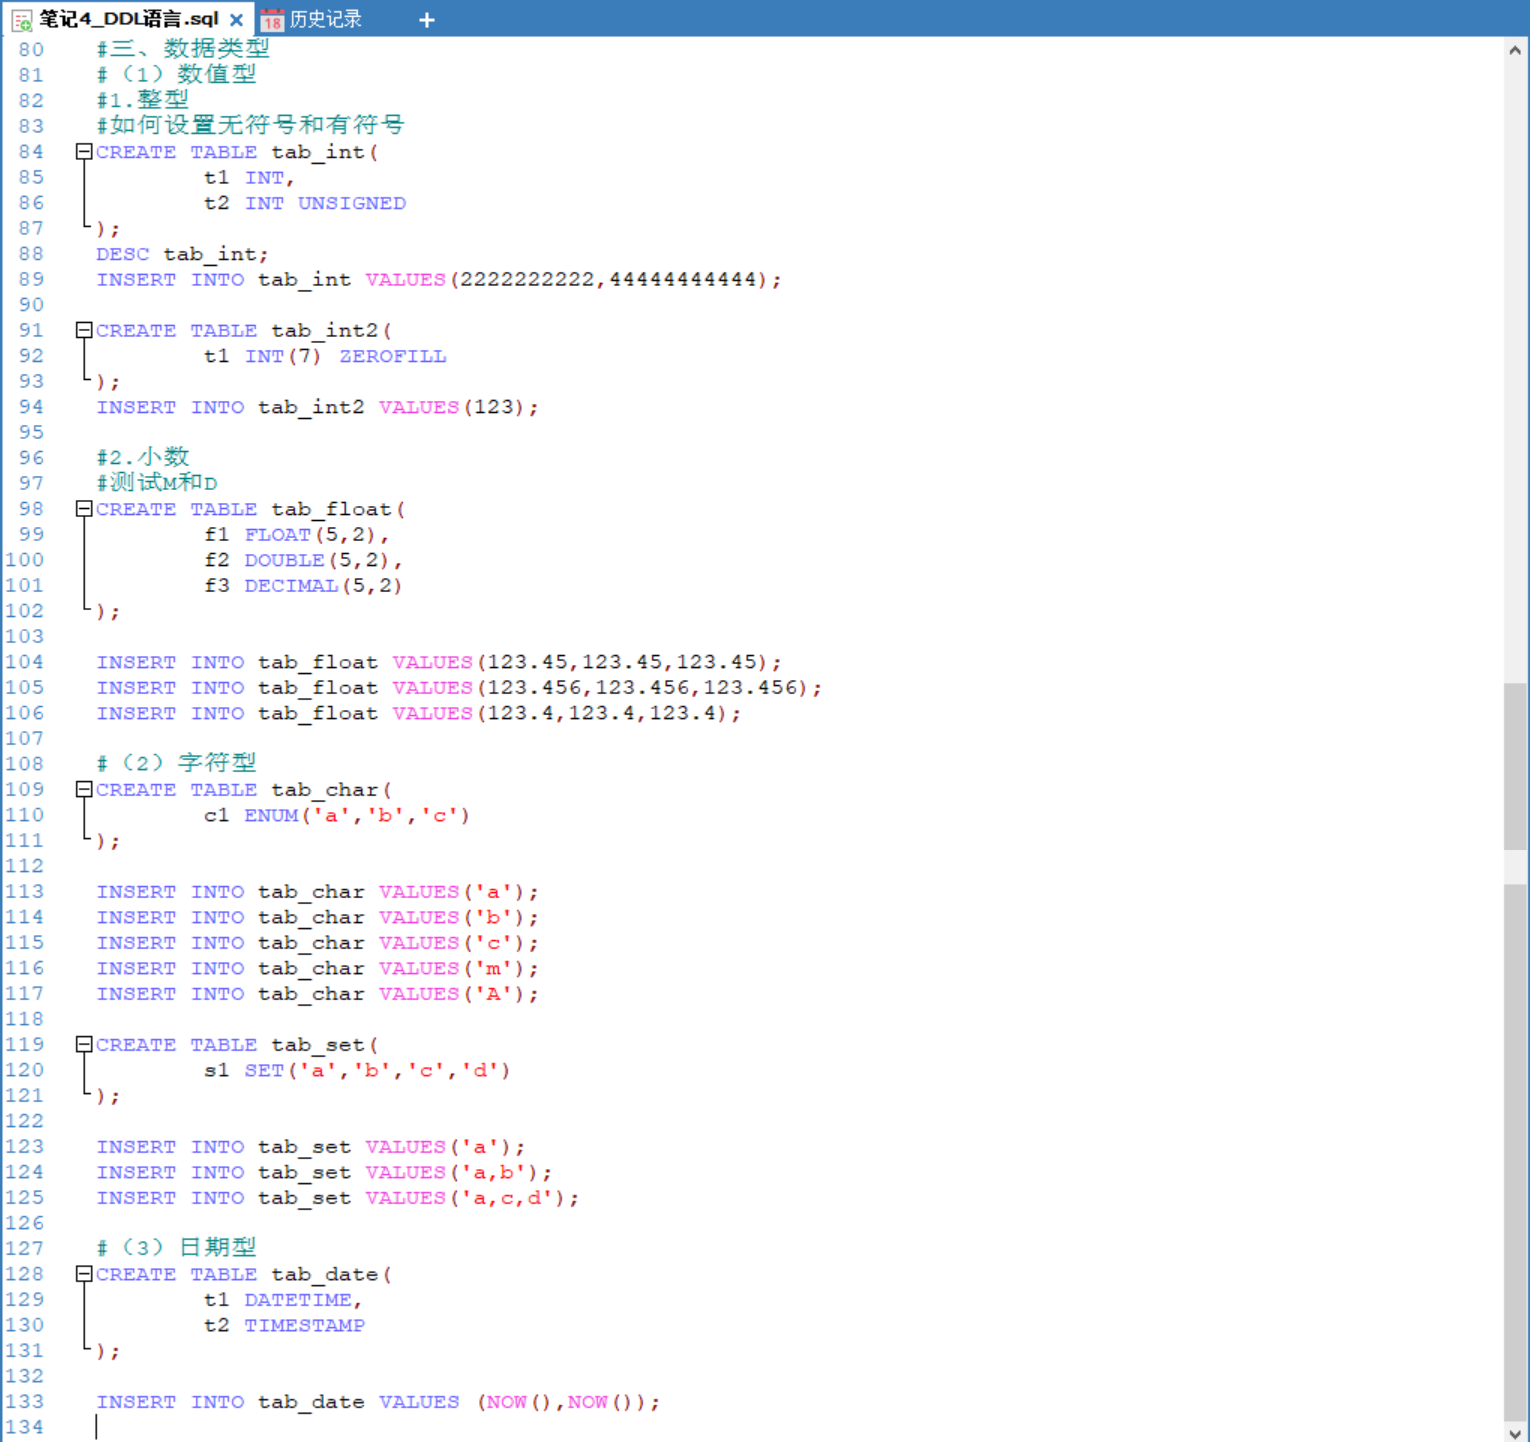 笔记4_DDL语言.sql × 18 历史记录 +
80 #三、数据类型
81 #（1）数值型
82 #1.整型
83 #如何设置无符号和有符号
84 CREATE TABLE tab_int(
85 t1 INT,
86 t2 INT UNSIGNED
87 );
88 DESC tab_int;
89 INSERT INTO tab_int VALUES(2222222222,44444444444);
90
91 CREATE TABLE tab_int2(
92 t1 INT(7) ZEROFILL
93 );
94 INSERT INTO tab_int2 VALUES(123);
95
96 #2.小数
97 #测试M和D
98 CREATE TABLE tab_float(
99 f1 FLOAT(5,2),
100 f2 DOUBLE(5,2),
101 f3 DECIMAL(5,2)
102 );
103
104 INSERT INTO tab_float VALUES(123.45,123.45,123.45);
105 INSERT INTO tab_float VALUES(123.456,123.456,123.456);
106 INSERT INTO tab_float VALUES(123.4,123.4,123.4);
107
108 #（2）字符型
109 CREATE TABLE tab_char(
110 c1 ENUM('a','b','c')
111 );
112
113 INSERT INTO tab_char VALUES('a');
114 INSERT INTO tab_char VALUES('b');
115 INSERT INTO tab_char VALUES('c');
116 INSERT INTO tab_char VALUES('m');
117 INSERT INTO tab_char VALUES('A');
118
119 CREATE TABLE tab_set(
120 s1 SET('a','b','c','d')
121 );
122
123 INSERT INTO tab_set VALUES('a');
124 INSERT INTO tab_set VALUES('a,b');
125 INSERT INTO tab_set VALUES('a,c,d');
126
127 #（3）日期型
128 CREATE TABLE tab_date(
129 t1 DATETIME,
130 t2 TIMESTAMP
131 );
132
133 INSERT INTO tab_date VALUES (NOW(),NOW());
134